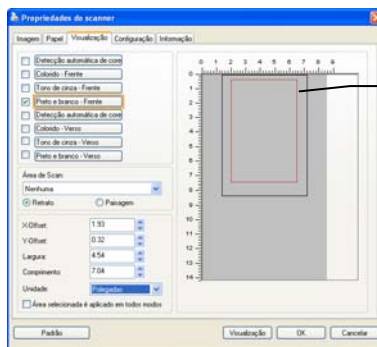 Propriedades do scanner
Imagem Papel Visualização Configuração Informação
Detecção automática de core
Colorido - Frente
Tons de cinza - Frente
Preto e branco - Frente
Detecção automática de core
Colorido - Verso
Tons de cinza - Verso
Preto e branco - Verso
Área de Scan:
Nenhuma
Retrato Paisagem
X-Offset: 1.93
Y-Offset: 0.32
Largura: 4.54
Comprimento: 7.04
Unidade: Polegadas
Área selecionada é aplicado em todos modos
0 1 2 3 4 5 6 7 8
0
1
2
3
4
5
6
7
8
9
10
11
12
13
14
Padrão Visualização OK Cancelar